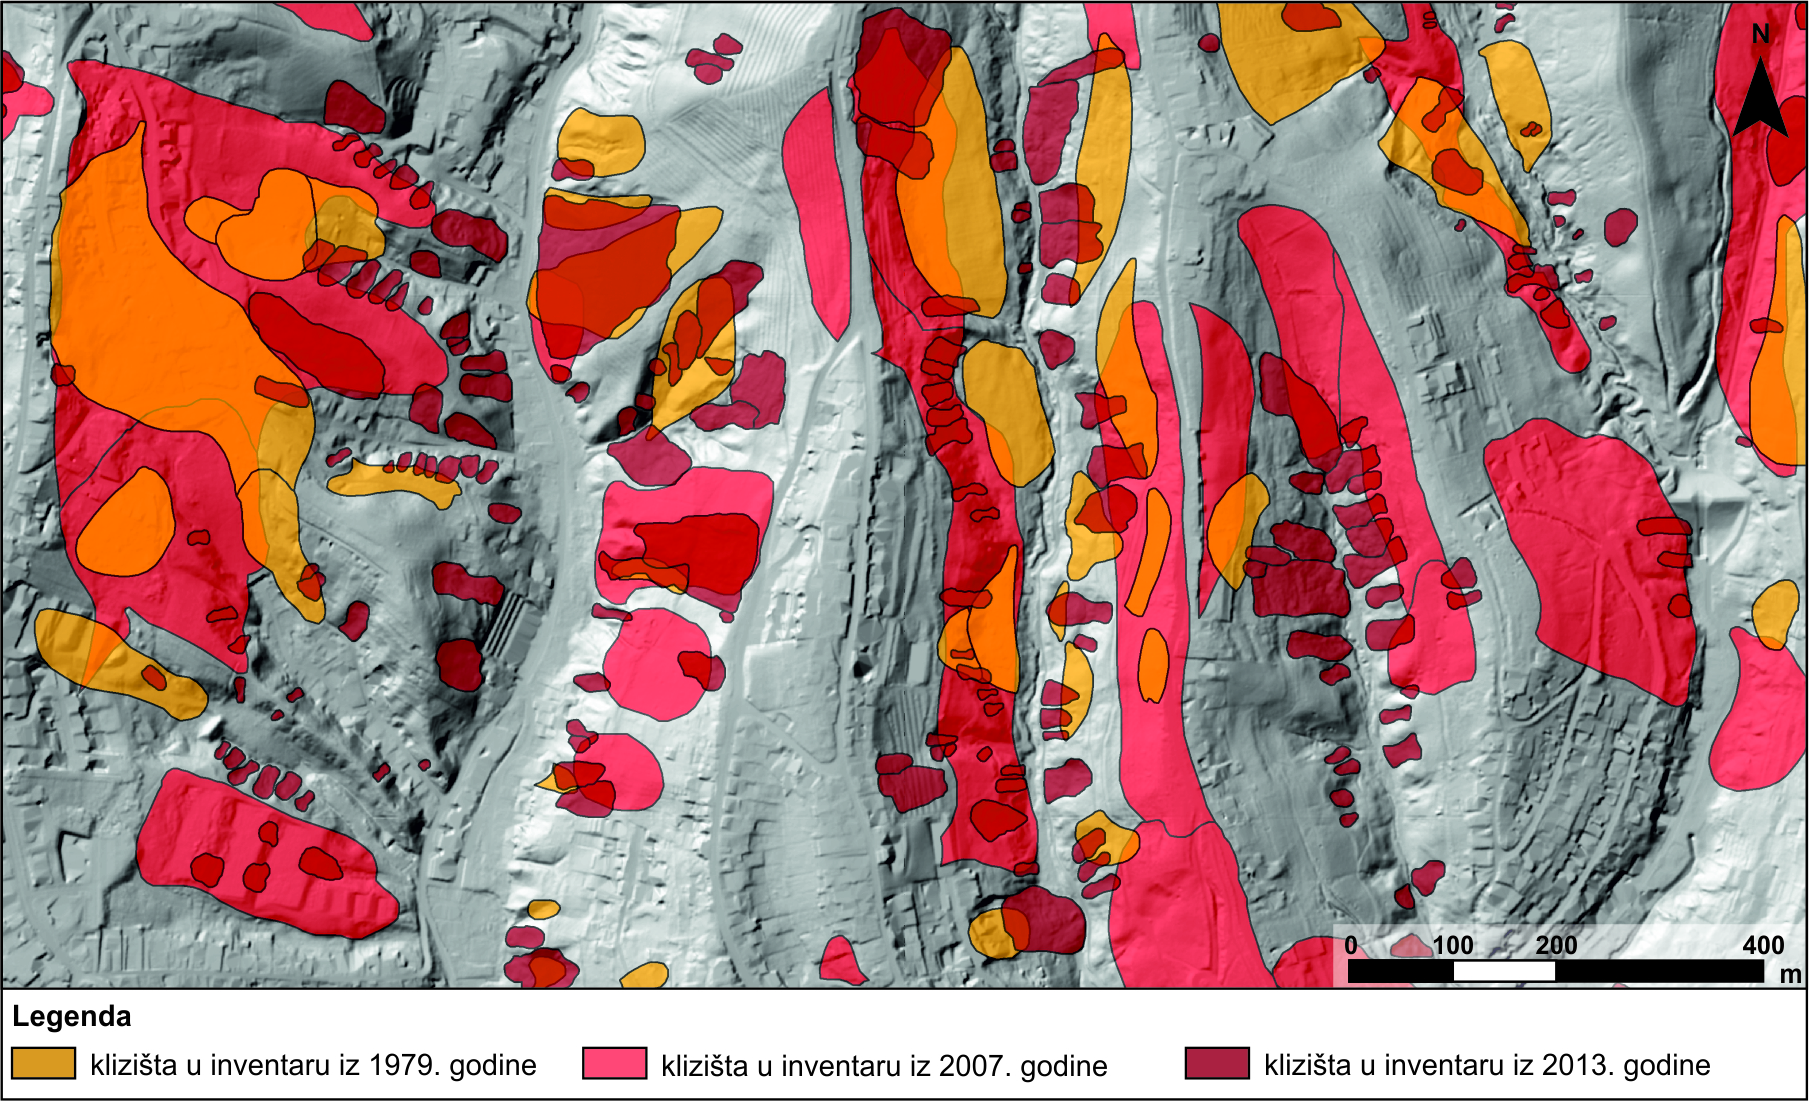 N
0 100 200 400
m
Legenda
klizišta u inventaru iz 1979. godine klizišta u inventaru iz 2007. godine klizišta u inventaru iz 2013. godine